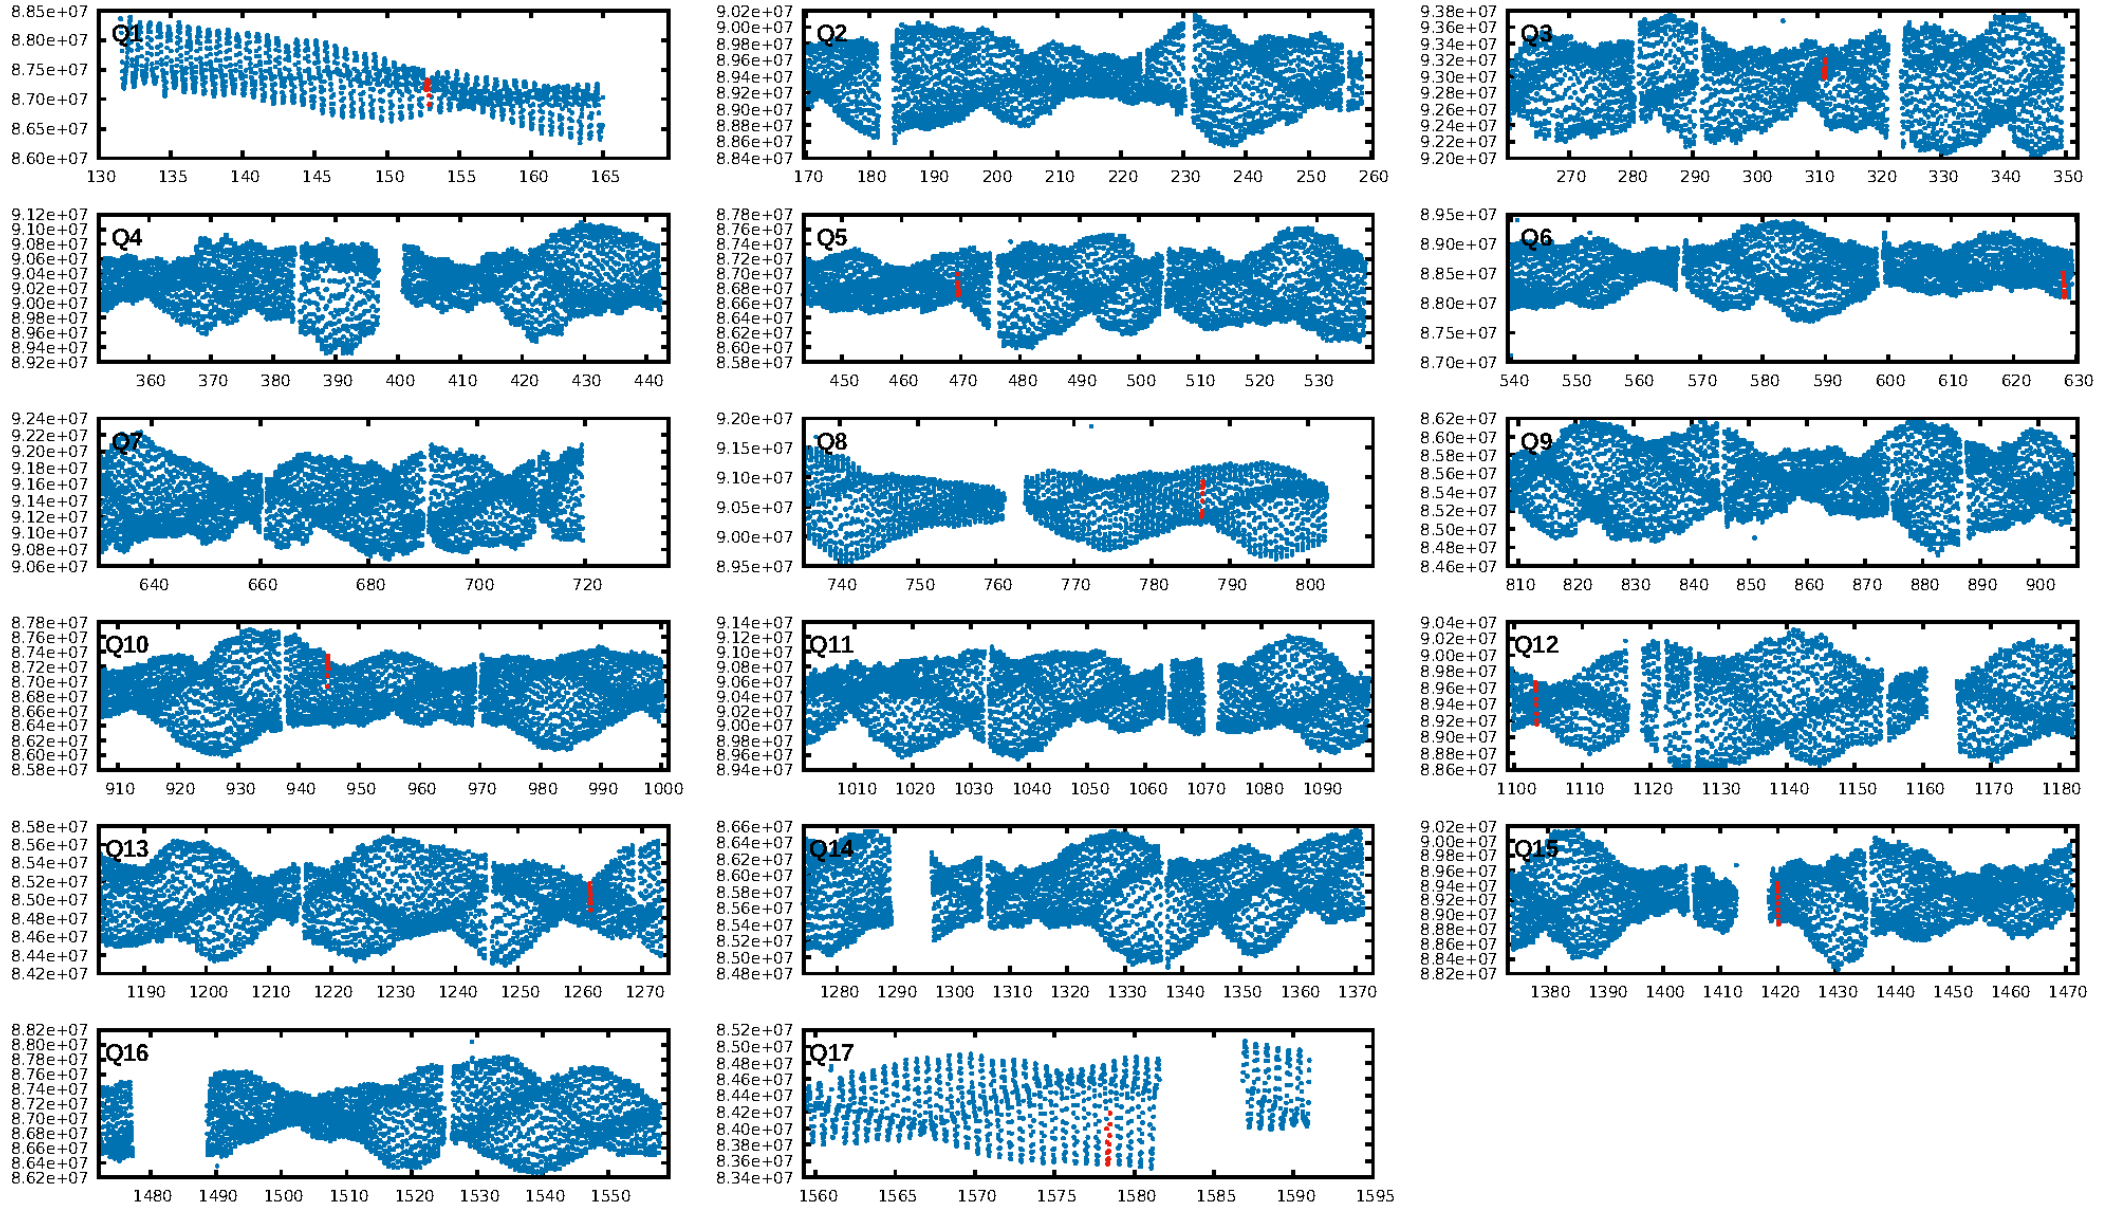 8.85e+07
8.80e+07
8.75e+07
8.70e+07
8.65e+07
8.60e+07
Q1
130 135 140 145 150 155 160 165
9.02e+07
9.00e+07
8.98e+07
8.96e+07
8.94e+07
8.92e+07
8.90e+07
8.88e+07
8.86e+07
8.84e+07
Q2
170 180 190 200 210 220 230 240 250 260
9.38e+07
9.36e+07
9.34e+07
9.32e+07
9.30e+07
9.28e+07
9.26e+07
9.24e+07
9.22e+07
9.20e+07
Q3
270 280 290 300 310 320 330 340 350
9.12e+07
9.10e+07
9.08e+07
9.06e+07
9.04e+07
9.02e+07
9.00e+07
8.98e+07
8.96e+07
8.94e+07
8.92e+07
Q4
360 370 380 390 400 410 420 430 440
8.78e+07
8.76e+07
8.74e+07
8.72e+07
8.70e+07
8.68e+07
8.66e+07
8.64e+07
8.62e+07
8.60e+07
8.58e+07
Q5
450 460 470 480 490 500 510 520 530
8.95e+07
8.90e+07
8.85e+07
8.80e+07
8.75e+07
8.70e+07
Q6
540 550 560 570 580 590 600 610 620 630
9.24e+07
9.22e+07
9.20e+07
9.18e+07
9.16e+07
9.14e+07
9.12e+07
9.10e+07
9.08e+07
9.06e+07
Q7
640 660 680 700 720
9.20e+07
9.15e+07
9.10e+07
9.05e+07
9.00e+07
8.95e+07
Q8
740 750 760 770 780 790 800
8.62e+07
8.60e+07
8.58e+07
8.56e+07
8.54e+07
8.52e+07
8.50e+07
8.48e+07
8.46e+07
Q9
810 820 830 840 850 860 870 880 890 900
8.78e+07
8.76e+07
8.74e+07
8.72e+07
8.70e+07
8.68e+07
8.66e+07
8.64e+07
8.62e+07
8.60e+07
8.58e+07
Q10
910 920 930 940 950 960 970 980 990 1000
9.14e+07
9.12e+07
9.10e+07
9.08e+07
9.06e+07
9.04e+07
9.02e+07
9.00e+07
8.98e+07
8.96e+07
8.94e+07
Q11
1010 1020 1030 1040 1050 1060 1070 1080 1090
9.04e+07
9.02e+07
9.00e+07
8.98e+07
8.96e+07
8.94e+07
8.92e+07
8.90e+07
8.88e+07
8.86e+07
Q12
1100 1110 1120 1130 1140 1150 1160 1170 1180
8.58e+07
8.56e+07
8.54e+07
8.52e+07
8.50e+07
8.48e+07
8.46e+07
8.44e+07
8.42e+07
Q13
1190 1200 1210 1220 1230 1240 1250 1260 1270
8.66e+07
8.64e+07
8.62e+07
8.60e+07
8.58e+07
8.56e+07
8.54e+07
8.52e+07
8.50e+07
8.48e+07
Q14
1280 1290 1300 1310 1320 1330 1340 1350 1360 1370
9.02e+07
9.00e+07
8.98e+07
8.96e+07
8.94e+07
8.92e+07
8.90e+07
8.88e+07
8.86e+07
8.84e+07
8.82e+07
Q15
1380 1390 1400 1410 1420 1430 1440 1450 1460 1470
8.82e+07
8.80e+07
8.78e+07
8.76e+07
8.74e+07
8.72e+07
8.70e+07
8.68e+07
8.66e+07
8.64e+07
8.62e+07
Q16
1480 1490 1500 1510 1520 1530 1540 1550
8.52e+07
8.50e+07
8.48e+07
8.46e+07
8.44e+07
8.42e+07
8.40e+07
8.38e+07
8.36e+07
8.34e+07
Q17
1560 1565 1570 1575 1580 1585 1590 1595